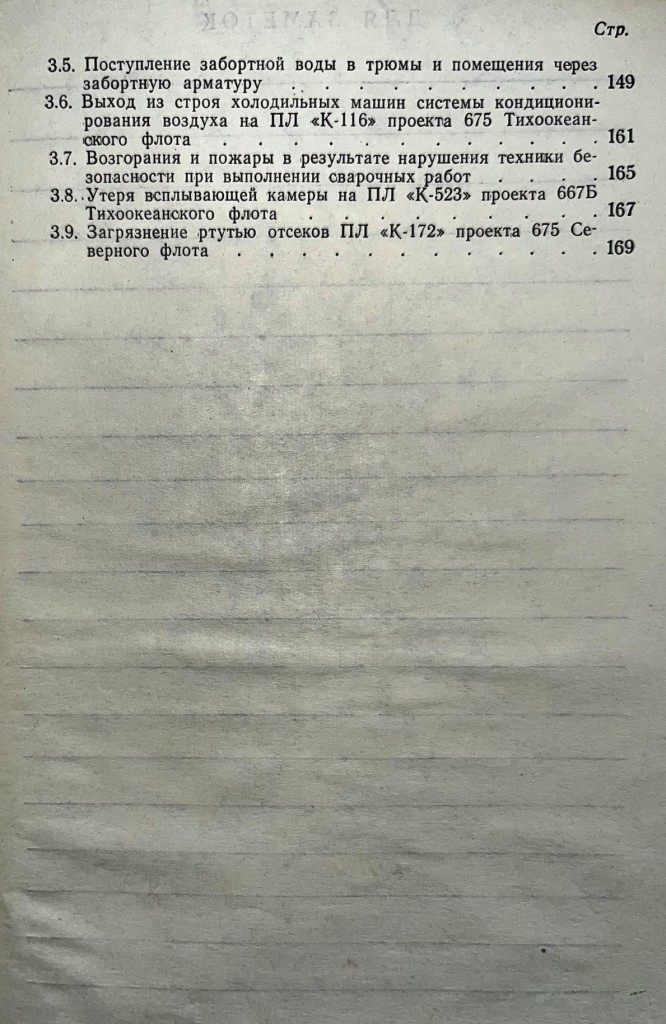 Стр.
3.5. Поступление забортной воды в трюмы и помещения через
забортную арматуру . . . . . . . . . . 149
3.6. Выход из строя холодильных машин системы кондициони-
рования воздуха на ПЛ «К-116» проекта 675 Тихоокеан-
ского флота . . . . . . . . . . . . 161
3.7. Возгорания и пожары в результате нарушения техники бе-
зопасности при выполнении сварочных работ . . . . 165
3.8. Утеря всплывающей камеры на ПЛ «К-523» проекта 667Б
Тихоокеанского флота . . . . . . . . . 167
3.9. Загрязнение ртутью отсеков ПЛ «К-172» проекта 675 Се-
верного флота . . . . . . . . . . . 169
ДЛЯ ЗАМЕТОК